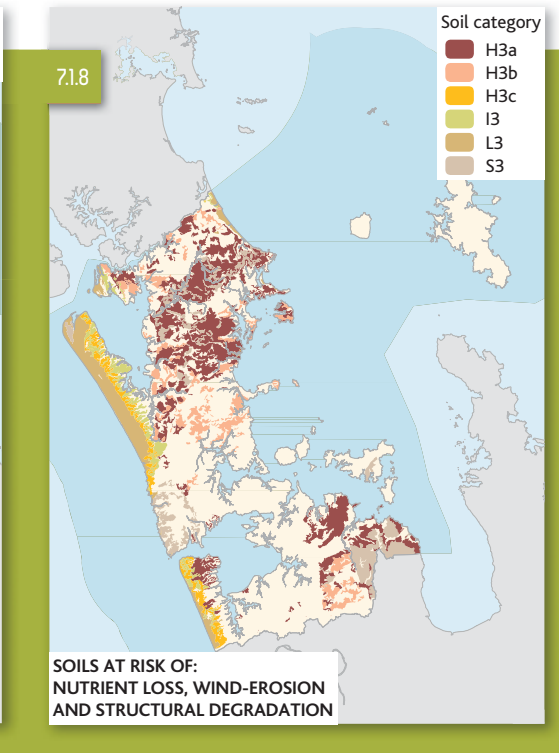 7.1.8
Soil category
H3a
H3b
H3c
I3
L3
S3
SOILS AT RISK OF:
NUTRIENT LOSS, WIND-EROSION
AND STRUCTURAL DEGRADATION